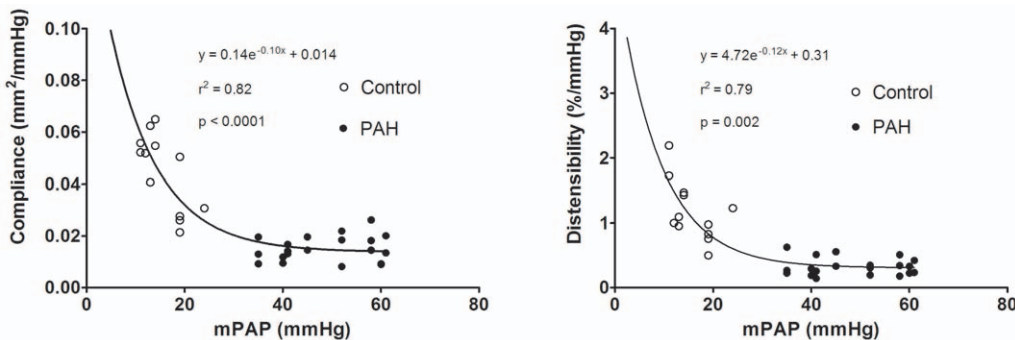 0.10
0.08
0.06
0.04
0.02
0.00
Compliance (mm²/mmHg)
y = 0.14e^-0.10x + 0.014
r² = 0.82
p < 0.0001
Control
PAH
0 20 40 60 80
mPAP (mmHg)
4
3
2
1
0
Distensibility (%/mmHg)
y = 4.72e^-0.12x + 0.31
r² = 0.79
p = 0.002
Control
PAH
0 20 40 60 80
mPAP (mmHg)